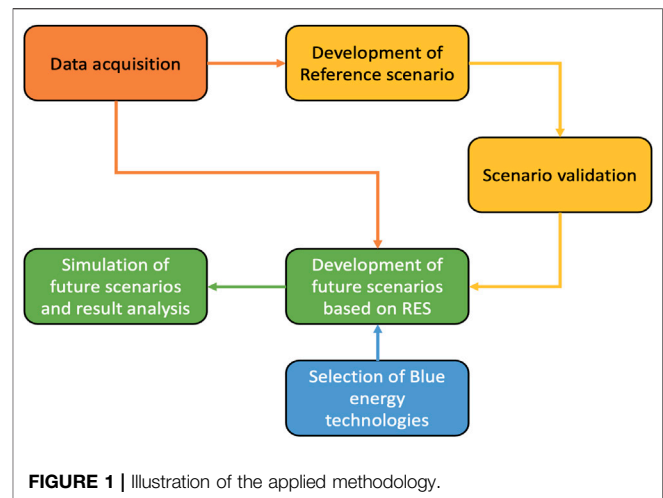 Data acquisition
Development of
Reference scenario
Scenario validation
Simulation of
future scenarios
and result analysis
Development of
future scenarios
based on RES
Selection of Blue
energy
technologies
FIGURE 1 | Illustration of the applied methodology.